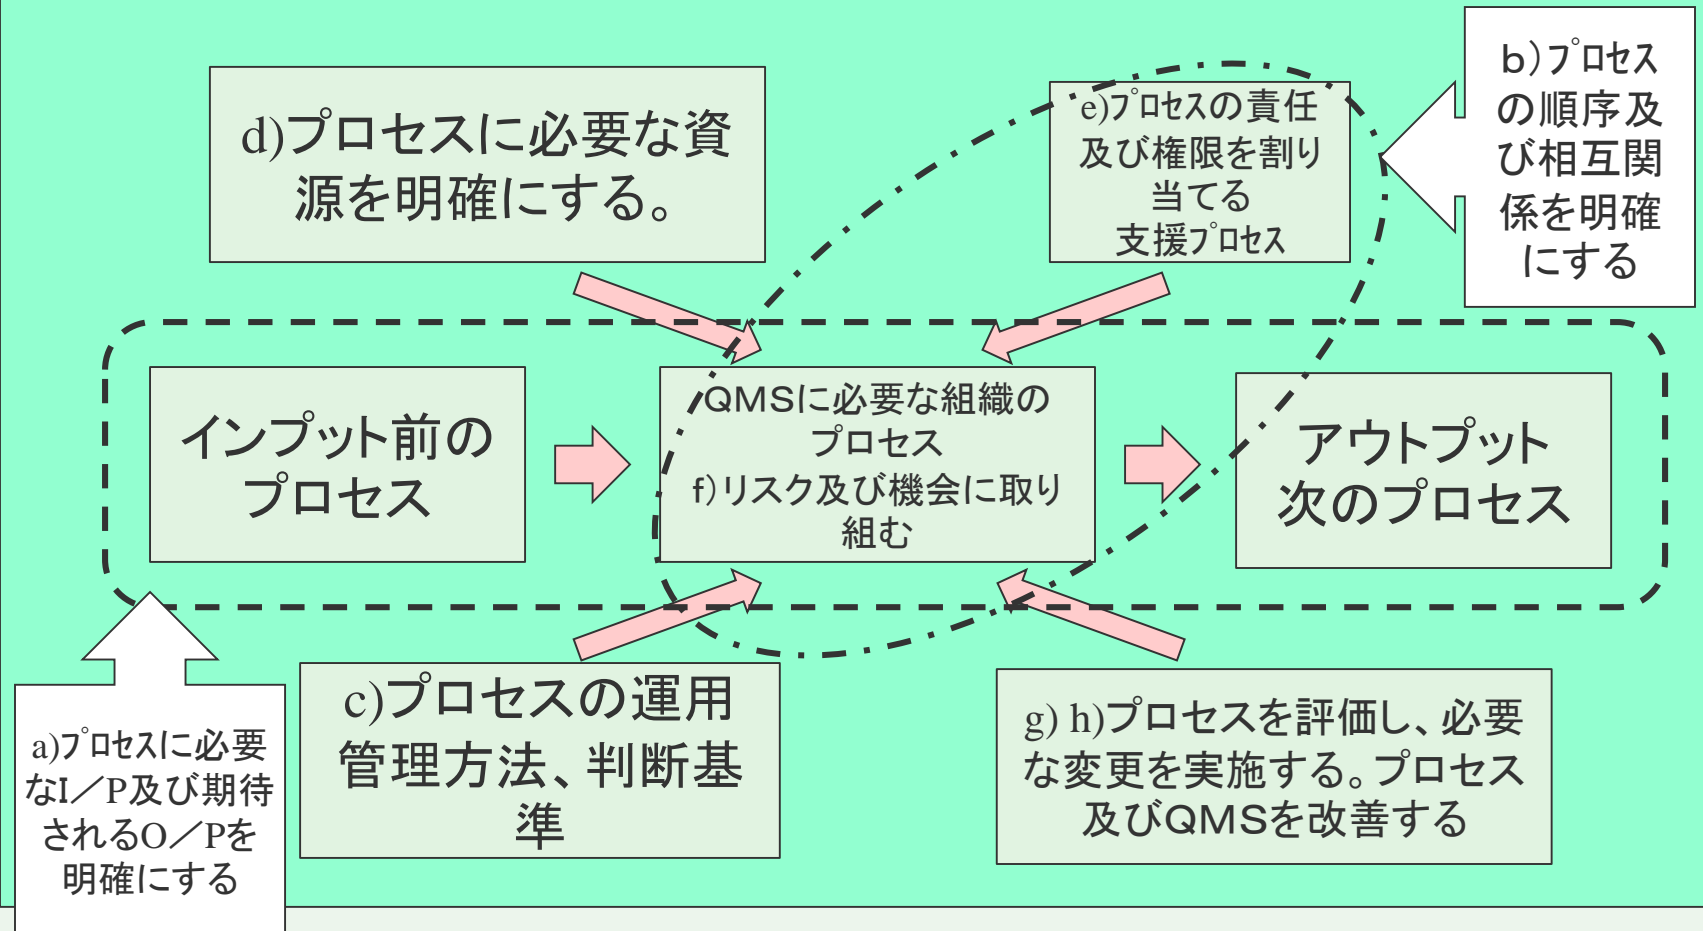 d)プロセスに必要な資
源を明確にする。
e)プロセスの責任
及び権限を割り
当てる
支援プロセス
b)プロセス
の順序及
び相互関
係を明確
にする
インプット前の
プロセス
QMSに必要な組織の
プロセス
f)リスク及び機会に取り
組む
アウトプット
次のプロセス
a)プロセスに必要
なI/P及び期待
されるO/Pを
明確にする
c)プロセスの運用
管理方法、判断基
準
g) h)プロセスを評価し、必要
な変更を実施する。プロセス
及びQMSを改善する